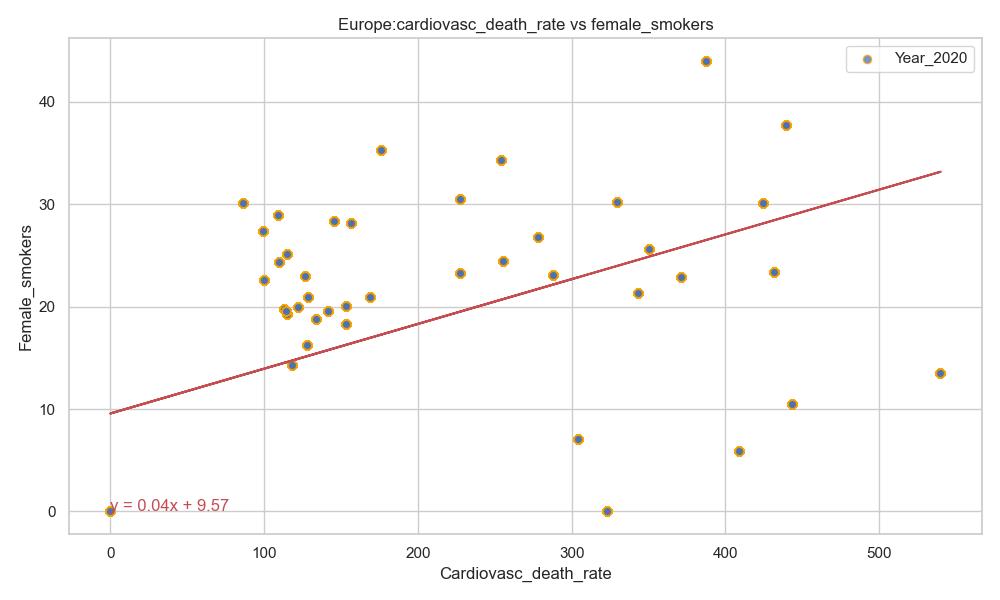 Europe:cardiovasc_death_rate vs female_smokers
Year_2020
Female_smokers
40
30
20
10
0
y = 0.04x + 9.57
0 100 200 300 400 500
Cardiovasc_death_rate